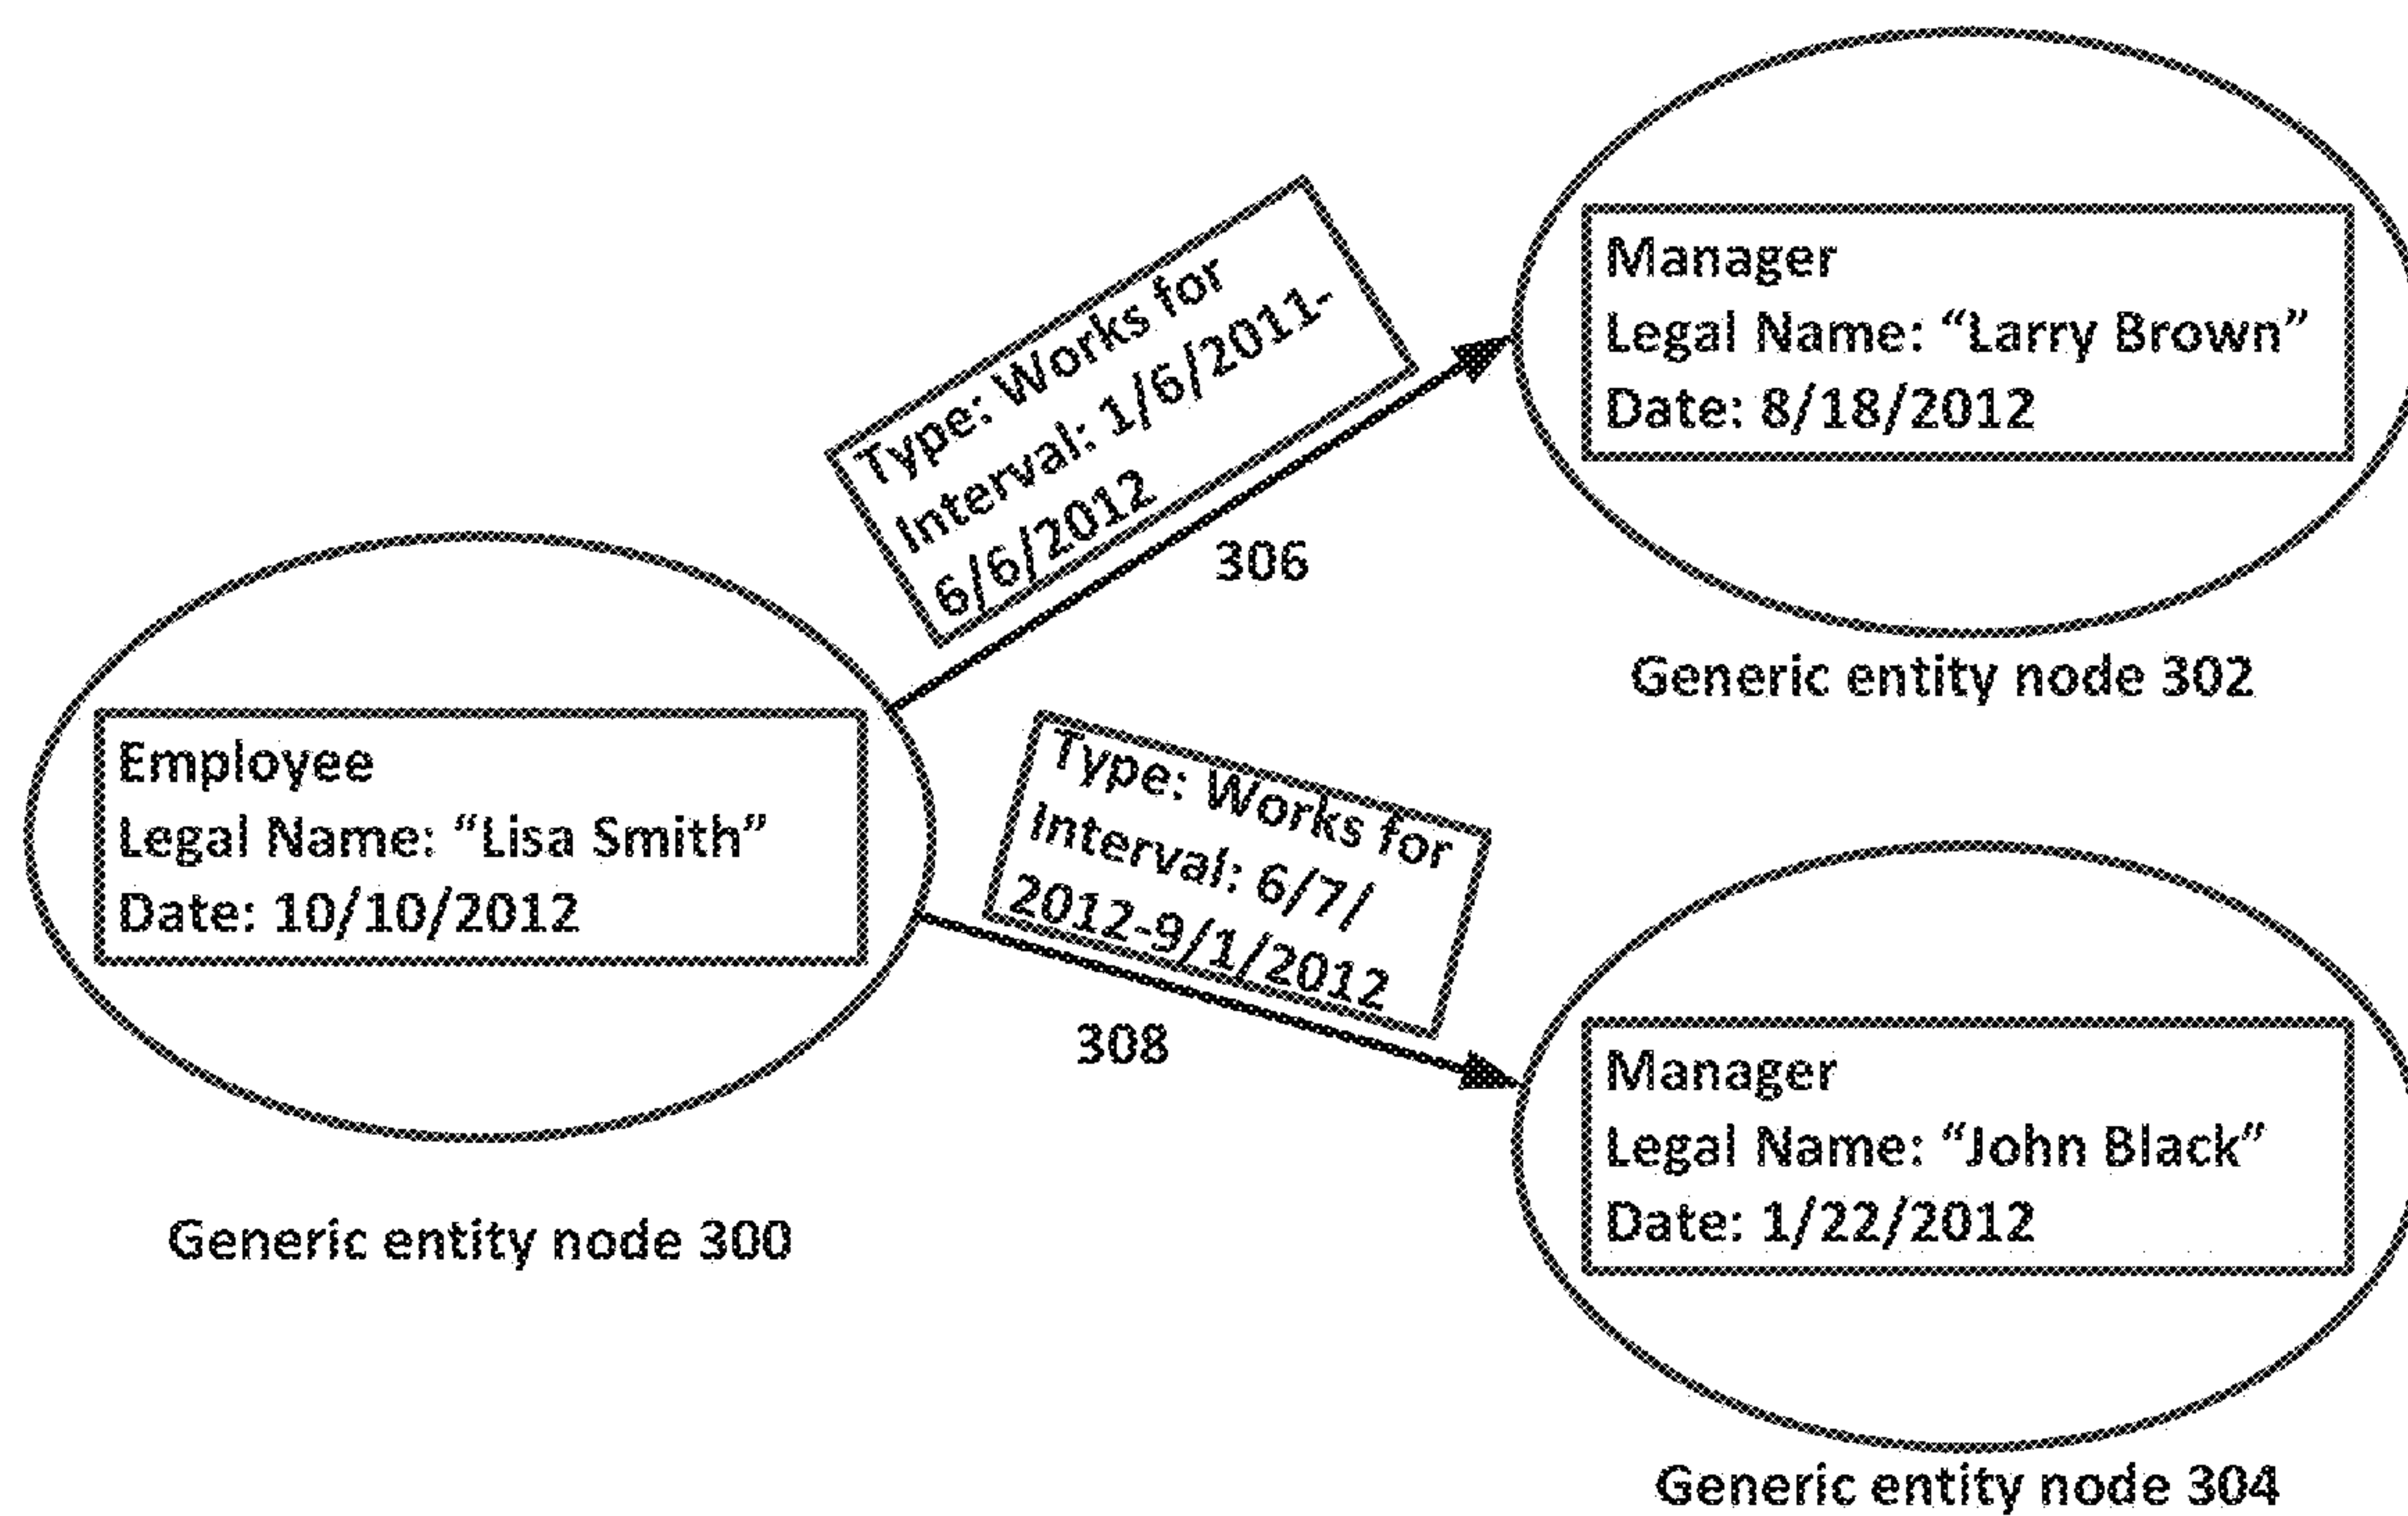 Type: Works for
Interval: 1/6/2011-
6/6/2012
306
Manager
Legal Name: “Larry Brown”
Date: 8/18/2012
Generic entity node 302
Employee
Legal Name: “Lisa Smith”
Date: 10/10/2012
Generic entity node 300
Type: Works for
Interval: 6/7/
2012-9/1/2012
308
Manager
Legal Name: “John Black”
Date: 1/22/2012
Generic entity node 304